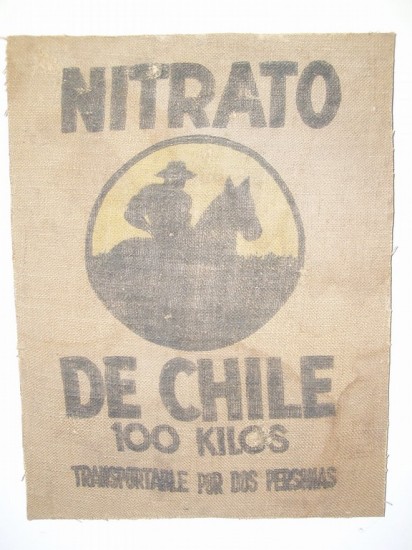 NITRATO
DE CHILE
100 KILOS
TRANSPORTABLE POR DOS PERSONAS